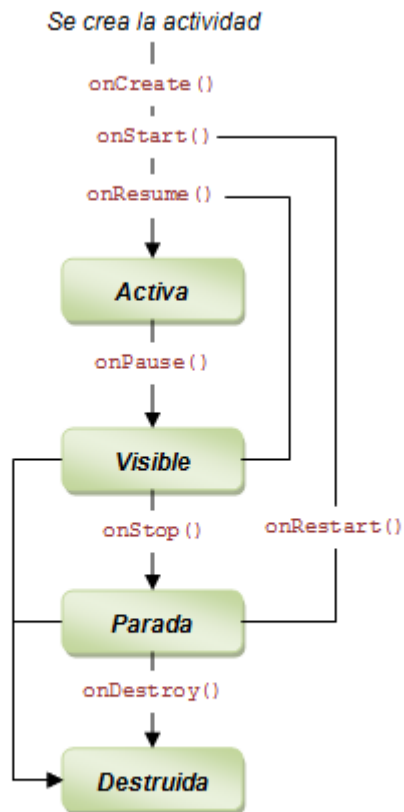 Se crea la actividad
onCreate()
onStart()
onResume()
Activa
onPause()
Visible
onStop()
onRestart()
Parada
onDestroy()
Destruida